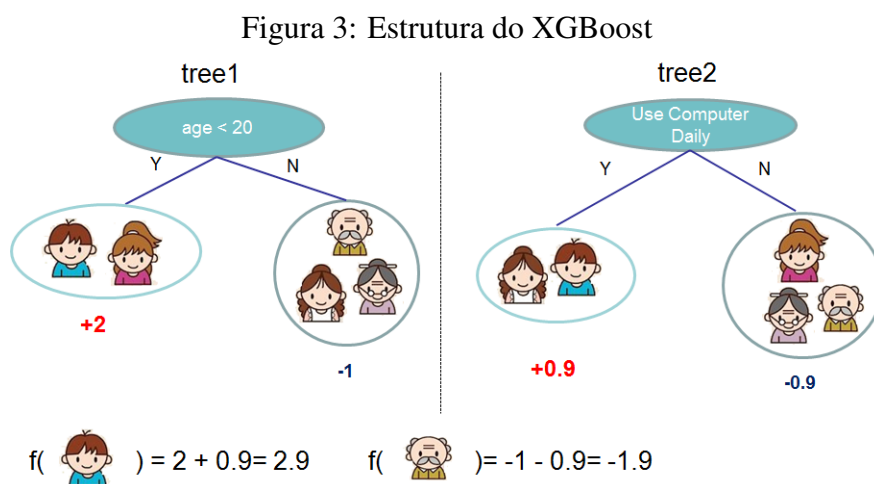 Figura 3: Estrutura do XGBoost
tree1
age < 20
Y
N
+2
-1
tree2
Use Computer
Daily
Y
N
+0.9
-0.9
f( ) = 2 + 0.9= 2.9
f( )= -1 - 0.9= -1.9